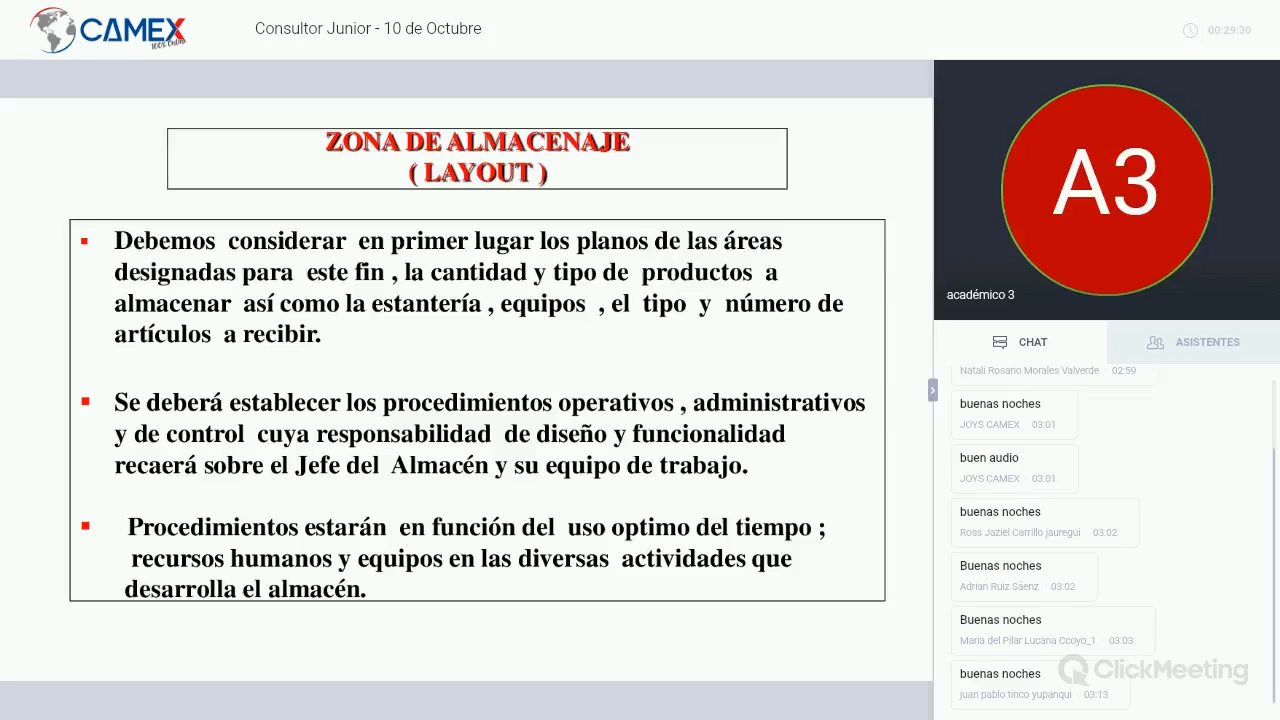 CAMEX
100% Online
Consultor Junior - 10 de Octubre
00:29:30
ZONA DE ALMACENAJE
( LAYOUT )
Debemos considerar en primer lugar los planos de las áreas
designadas para este fin , la cantidad y tipo de productos a
almacenar así como la estantería , equipos , el tipo y número de
artículos a recibir.
Se deberá establecer los procedimientos operativos , administrativos
y de control cuya responsabilidad de diseño y funcionalidad
recaerá sobre el Jefe del Almacén y su equipo de trabajo.
Procedimientos estarán en función del uso optimo del tiempo ;
recursos humanos y equipos en las diversas actividades que
desarrolla el almacén.
A3
académico 3
CHAT
ASISTENTES
Natali Rosario Morales Valverde 02:59
buenas noches
JOYS CAMEX 03:01
buen audio
JOYS CAMEX 03:01
buenas noches
Ross Jaziel Carrillo jauregui 03:02
Buenas noches
Adrian Ruiz Sáenz 03:02
Buenas noches
Maria del Pilar Lucana Ccoyo_1 03:03
buenas noches
juan pablo tinco yupanqui 03:13
ClickMeeting